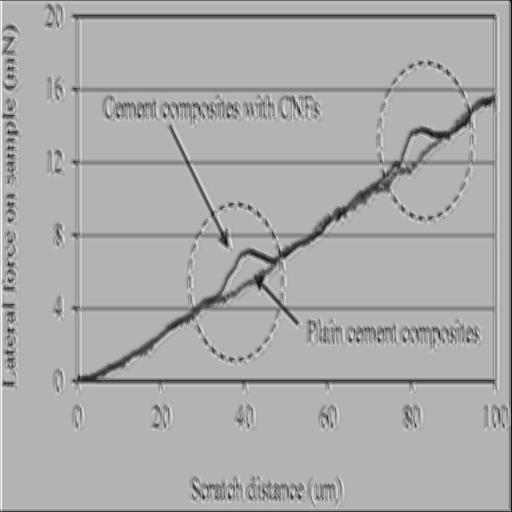 Lateral force on sample (mN)
20
16
12
8
4
0
Cement composites with CNFs
Plain cement composites
0 20 40 60 80 100
Scratch distance (um)